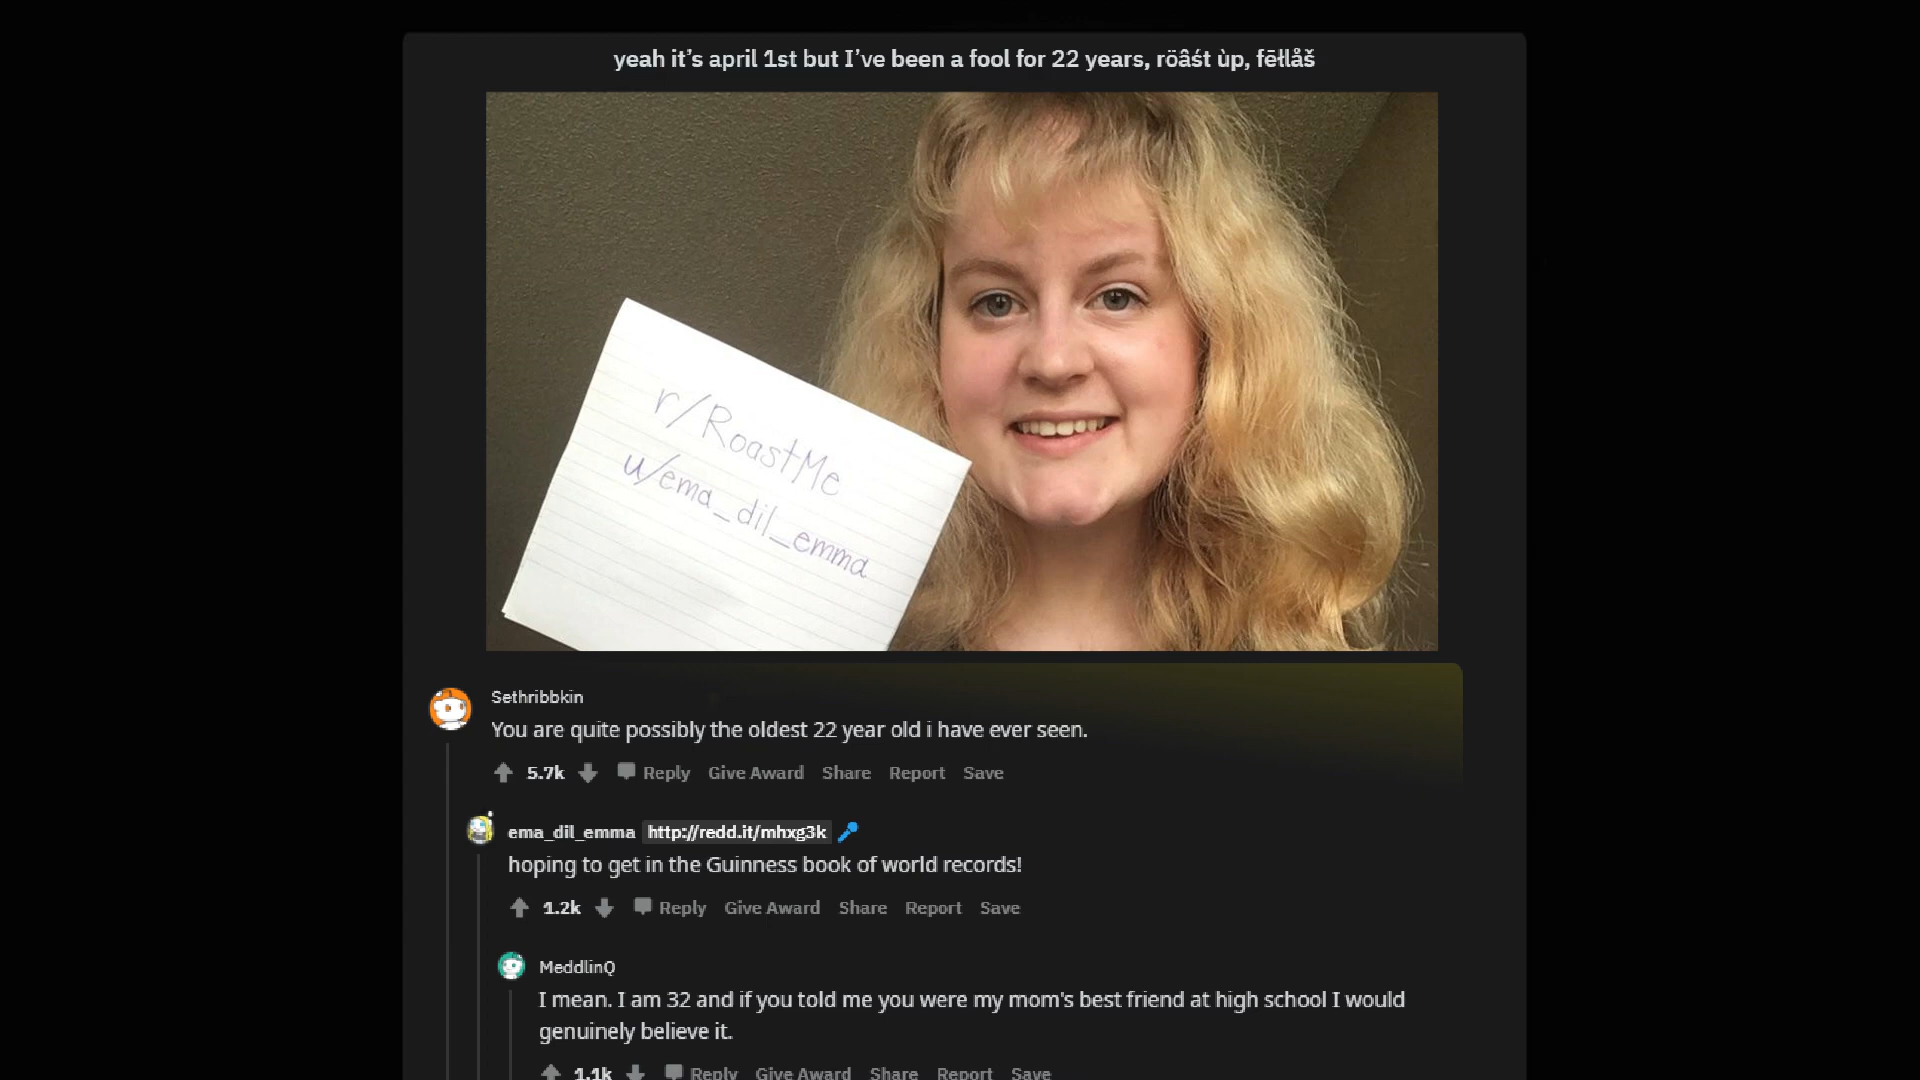 yeah it’s april 1st but I’ve been a fool for 22 years, röâśt ùp, fēłlåš
r/RoastMe
u/ema_dil_emma
Sethribbkin
You are quite possibly the oldest 22 year old i have ever seen.
5.7k Reply Give Award Share Report Save
ema_dil_emma http://redd.it/mhxg3k
hoping to get in the Guinness book of world records!
1.2k Reply Give Award Share Report Save
MeddlinQ
I mean. I am 32 and if you told me you were my mom's best friend at high school I would
genuinely believe it.
1.1k Reply Give Award Share Report Save